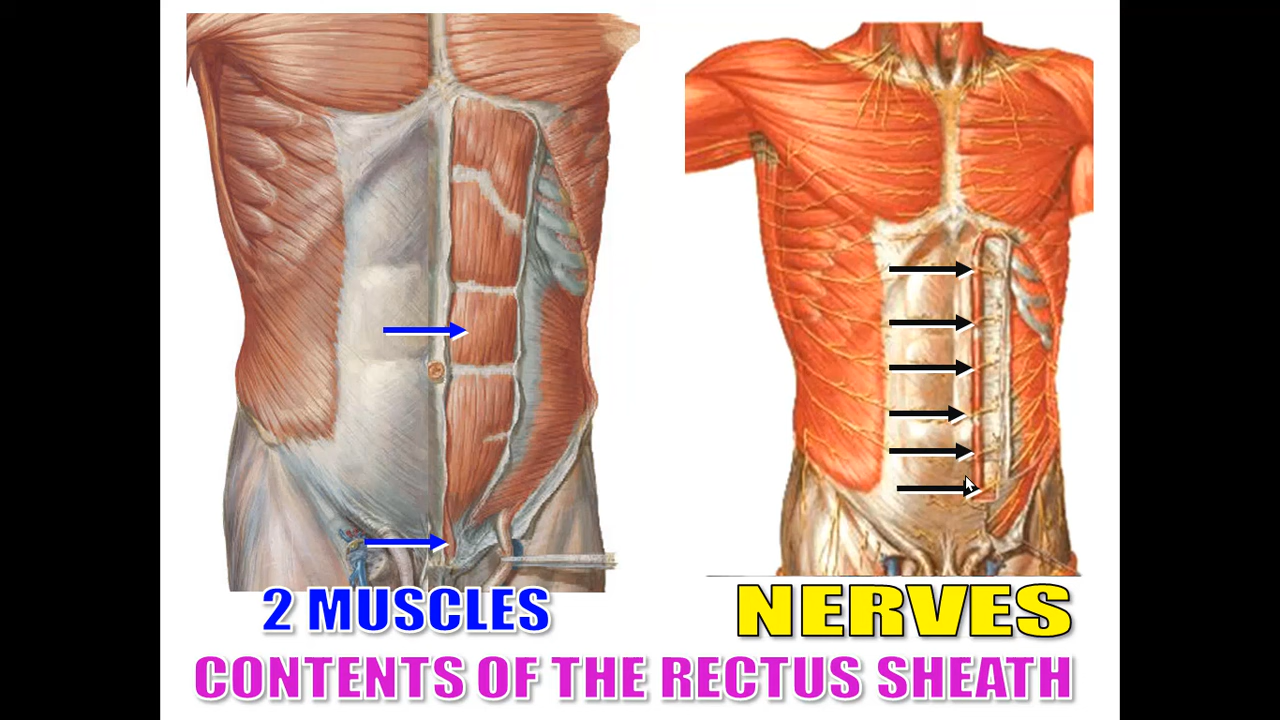 2 MUSCLES
NERVES
CONTENTS OF THE RECTUS SHEATH